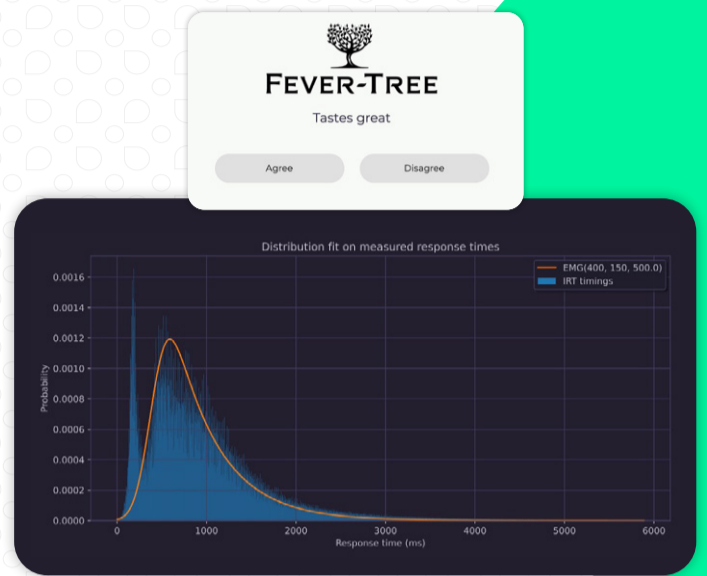 FEVER-TREE
Tastes great
Agree
Disagree
Distribution fit on measured response times
EMG(400, 150, 500.0)
IRT timings
0.0016
0.0014
0.0012
0.0010
0.0008
0.0006
0.0004
0.0002
0.0000
Probability
0
1000
2000
3000
4000
5000
6000
Response time (ms)